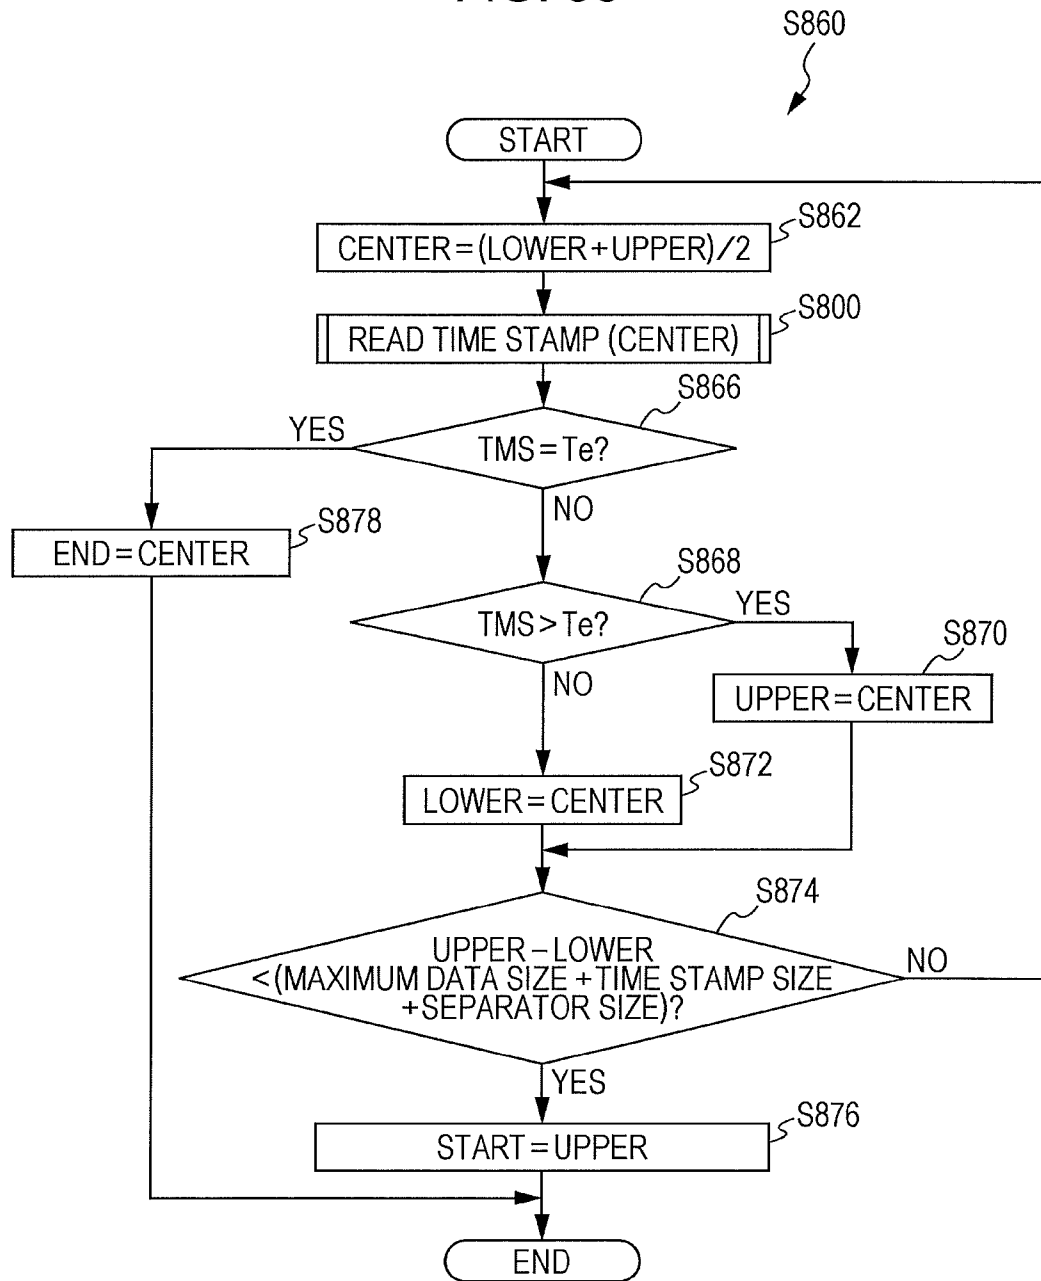 S860
START
S862
CENTER=(LOWER+UPPER)/2
S800
READ TIME STAMP (CENTER)
S866
YES
TMS=Te?
NO
S878
END=CENTER
S868
YES
TMS>Te?
NO
S870
UPPER=CENTER
S872
LOWER=CENTER
S874
UPPER-LOWER
<(MAXIMUM DATA SIZE+TIME STAMP SIZE
+SEPARATOR SIZE)?
NO
YES
S876
START=UPPER
END